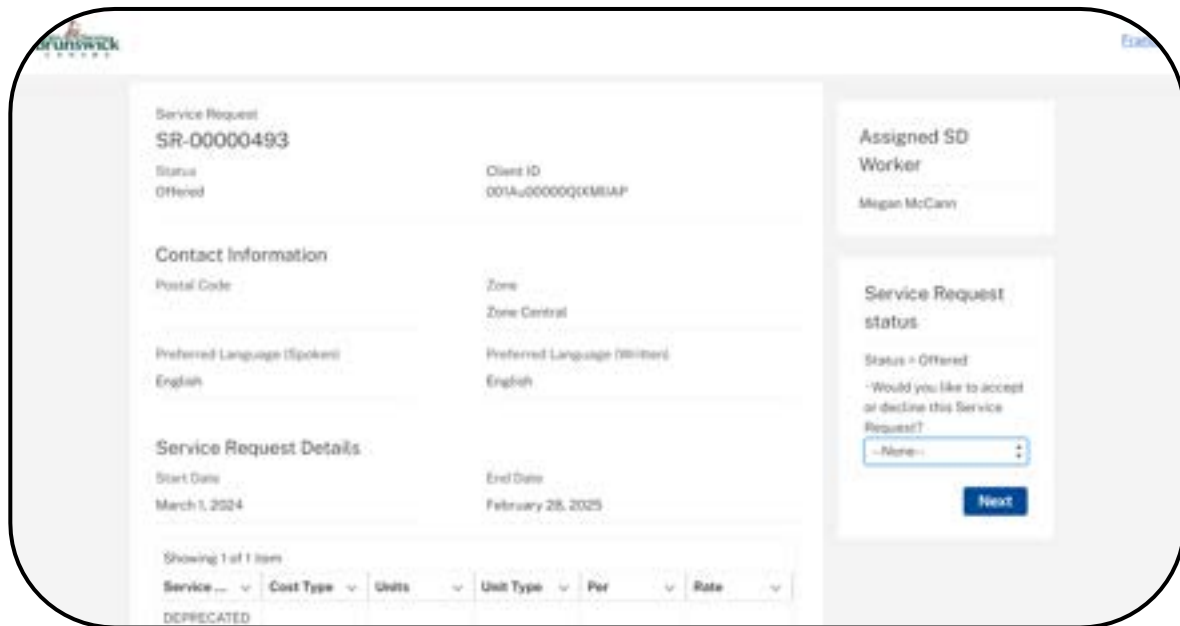 Brunswick
CANADA
Service Request
SR-00000493
Status
Client ID
Offered
Contact Information
Postal Code
Zone
Zone Central
Preferred Language (Spoken)
Preferred Language (Written)
English
English
Service Request Details
Start Date
End Date
March 1, 2024
February 28, 2025
Showing 1 of 1 item
Service ...
Cost Type
Units
Unit Type
Per
Rate
DEPRECATED
Assigned SD
Worker
Megan McCann
Service Request
status
Status = Offered
Would you like to accept
or decline this Service
Request?
--None--
Next